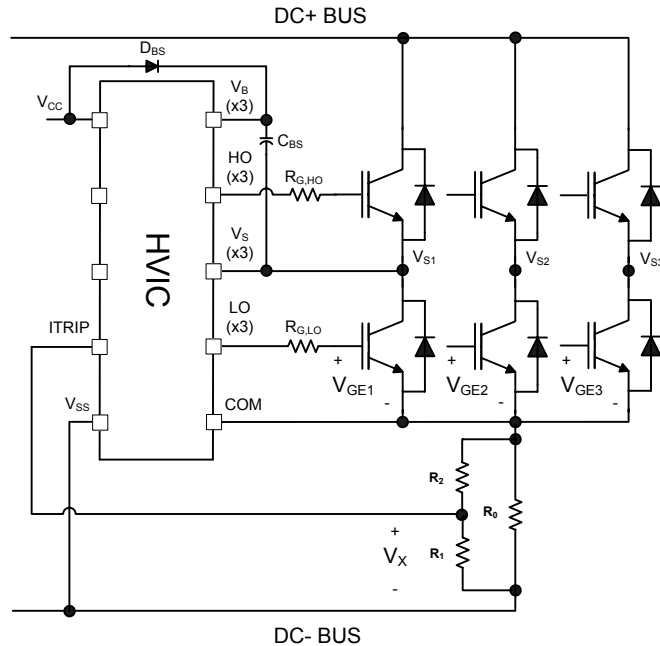 DC+ BUS
DBS
VCC
VB
(x3)
CBS
HO
(x3)
RG,HO
HVIC
VS
(x3)
VS1
VS2
VS3
LO
(x3)
RG,LO
ITRIP
+
VGE1
-
+
VGE2
-
+
VGE3
-
VSS
COM
R2
R0
+
VX
-
R1
DC- BUS